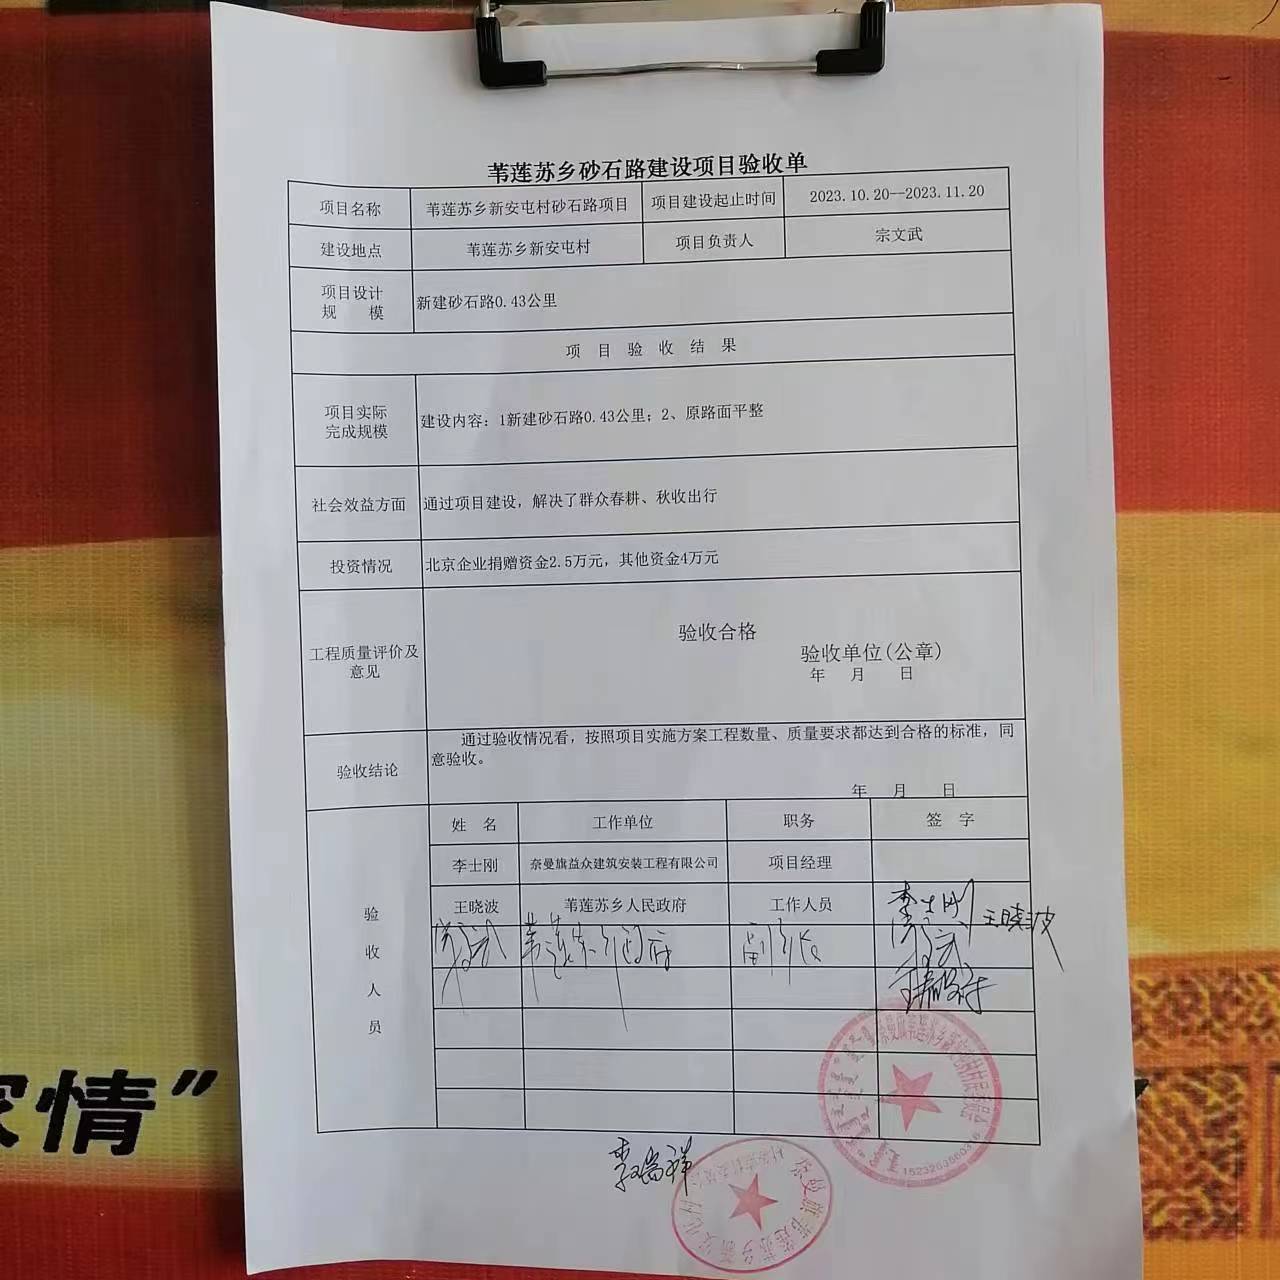 苇莲苏乡砂石路建设项目验收单
项目名称 苇莲苏乡新安屯村砂石路项目 项目建设起止时间 2023.10.20--2023.11.20
建设地点 苇莲苏乡新安屯村 项目负责人 宗文武
项目设计
规 模
新建砂石路0.43公里
项 目 验 收 结 果
项目实际
完成规模
建设内容：1新建砂石路0.43公里；2、原路面平整
社会效益方面 通过项目建设，解决了群众春耕、秋收出行
投资情况 北京企业捐赠资金2.5万元，其他资金4万元
工程质量评价及
意见
验收合格
验收单位(公章)
年 月 日
验收结论
通过验收情况看，按照项目实施方案工程数量、质量要求都达到合格的标准，同
意验收。
年 月 日
验
收
人
员
姓 名 工作单位 职务 签 字
李士刚 奈曼旗益众建筑安装工程有限公司 项目经理
王晓波 苇莲苏乡人民政府 工作人员
李士刚
王晓波
苇莲苏乡政府 副乡长
李瑞祥
情”